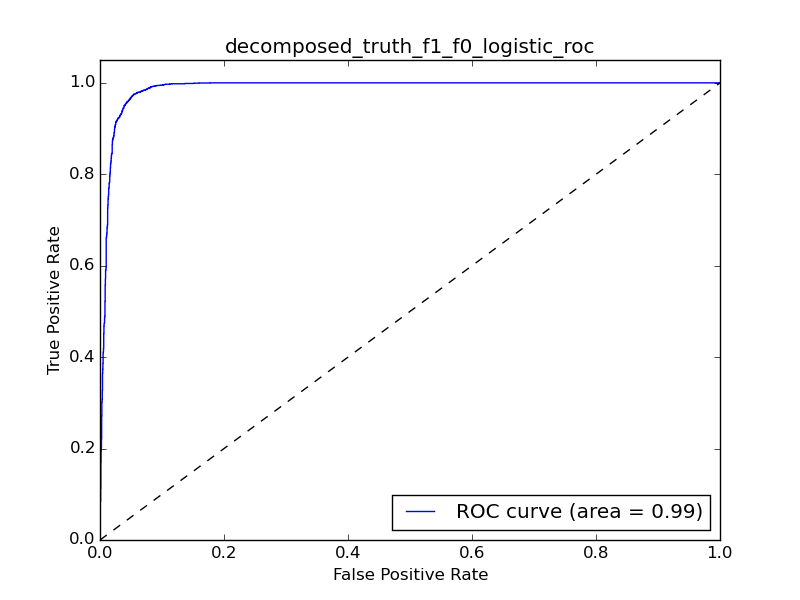 decomposed_truth_f1_f0_logistic_roc
1.0
0.8
0.6
0.4
0.2
0.0
True Positive Rate
ROC curve (area = 0.99)
0.0 0.2 0.4 0.6 0.8 1.0
False Positive Rate